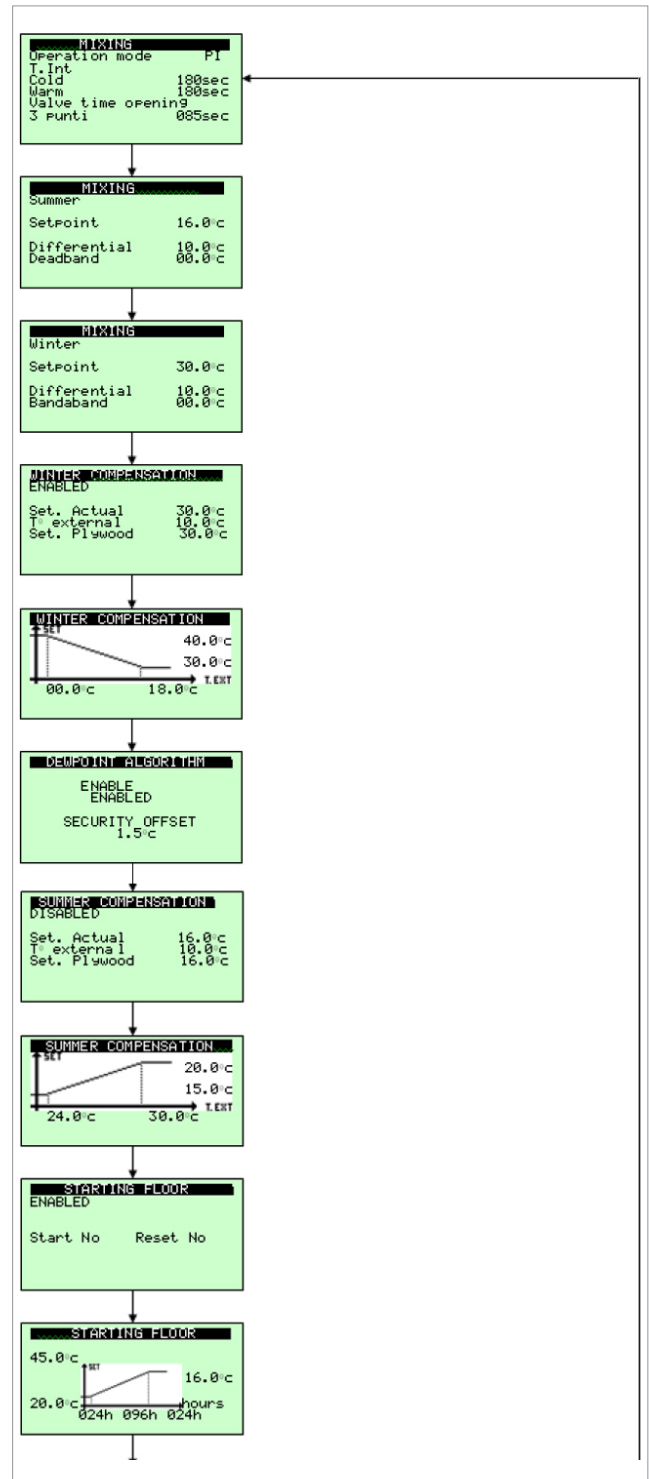 MIXING
Operation mode PI
T.Int
Cold 180sec
Warm 180sec
Valve time opening
3 punti 085sec
MIXING
Summer
Setpoint 16.0°c
Differential 10.0°c
Deadband 00.0°c
MIXING
Winter
Setpoint 30.0°c
Differential 10.0°c
Bandaband 00.0°c
WINTER COMPENSATION
ENABLED
Set. Actual 30.0°c
T° external 10.0°c
Set. Plywood 30.0°c
WINTER COMPENSATION
SET
40.0°c
30.0°c
T.EXT
00.0°c 18.0°c
DEWPOINT ALGORITHM
ENABLE
ENABLED
SECURITY OFFSET
1.5°c
SUMMER COMPENSATION
DISABLED
Set. Actual 16.0°c
T° external 10.0°c
Set. Plywood 16.0°c
SUMMER COMPENSATION
SET
20.0°c
15.0°c
T.EXT
24.0°c 30.0°c
STARTING FLOOR
ENABLED
Start No Reset No
STARTING FLOOR
45.0°c
SET
16.0°c
20.0°c hours
024h 096h 024h